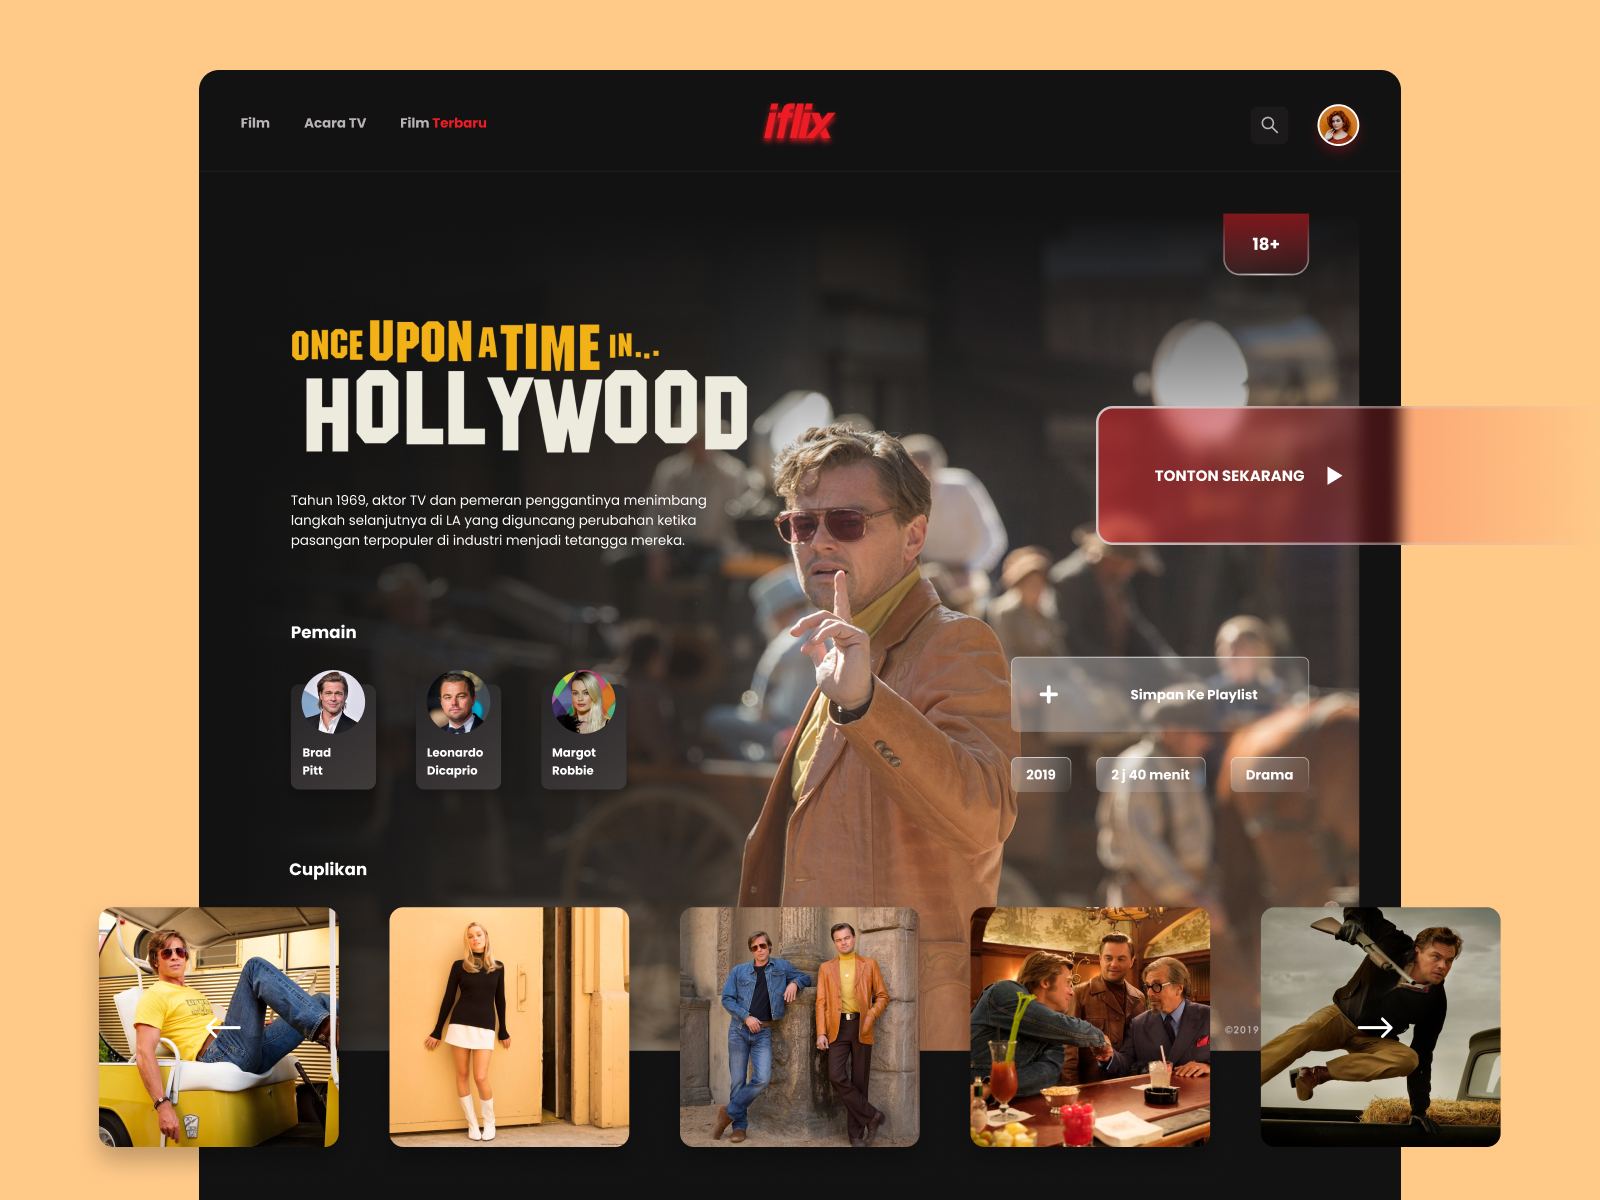 Film
Acara TV
Film Terbaru
iflix
18+
ONCE UPON A TIME IN...
HOLLYWOOD
Tahun 1969, aktor TV dan pemeran penggantinya menimbang
langkah selanjutnya di LA yang diguncang perubahan ketika
pasangan terpopuler di industri menjadi tetangga mereka.
TONTON SEKARANG
Pemain
Brad
Pitt
Leonardo
Dicaprio
Margot
Robbie
Simpan Ke Playlist
2019
2 j 40 menit
Drama
Cuplikan
©2019